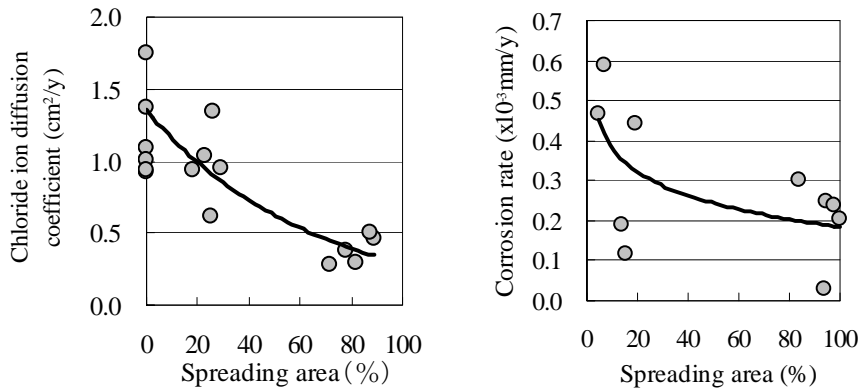 Chloride ion diffusion
coefficient (cm²/y)
2.0
1.5
1.0
0.5
0.0
0 20 40 60 80 100
Spreading area (%)
Corrosion rate (x10⁻³mm/y)
0.7
0.6
0.5
0.4
0.3
0.2
0.1
0.0
0 20 40 60 80 100
Spreading area (%)